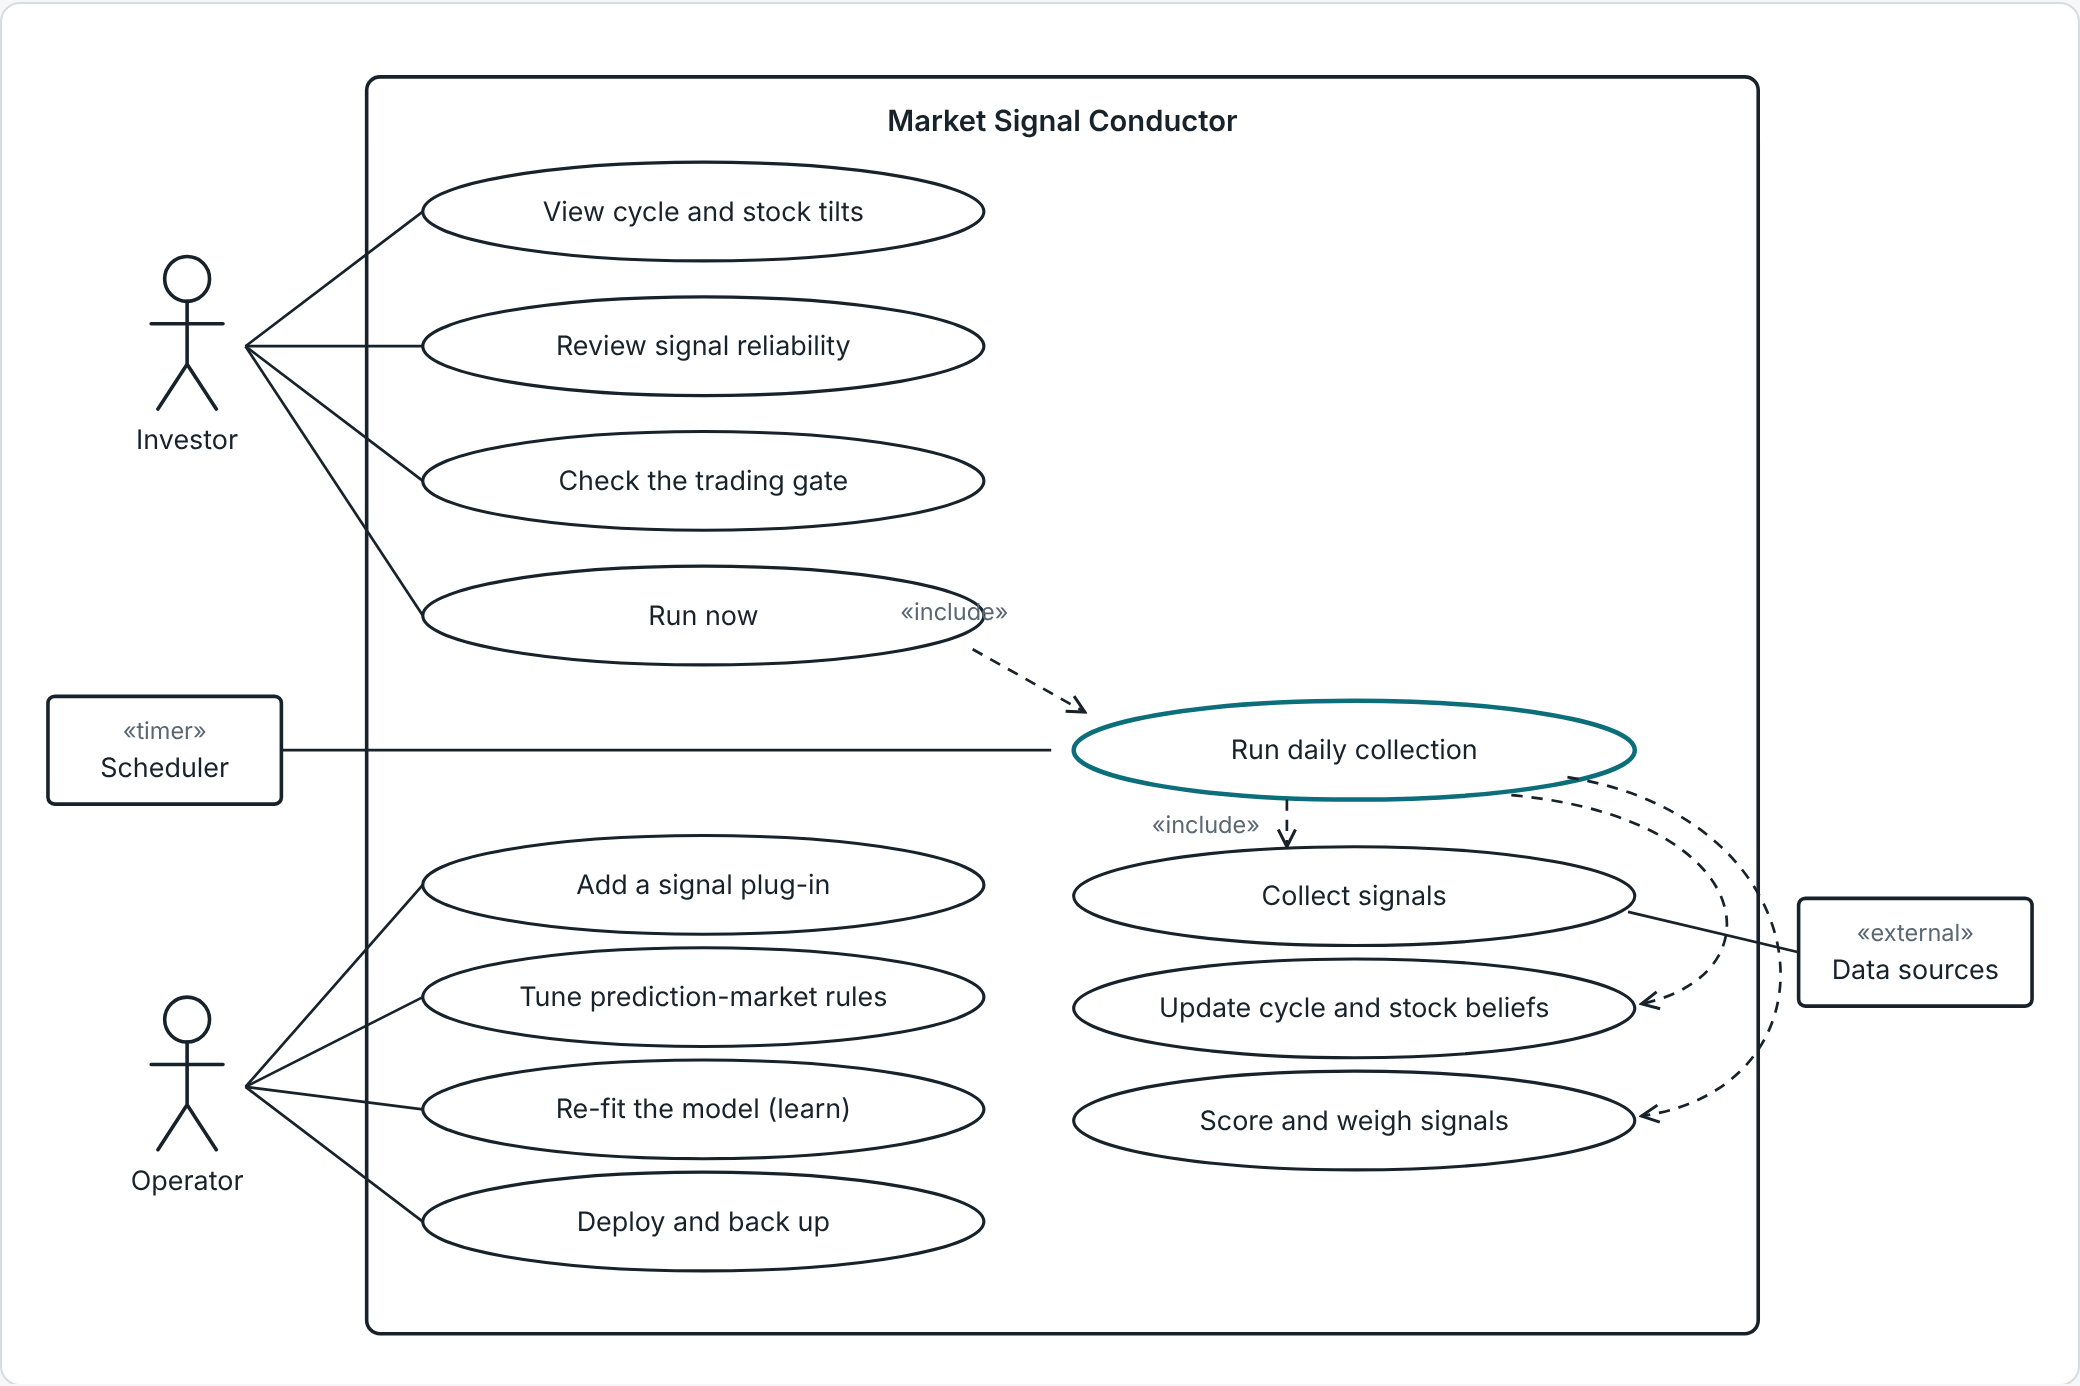 Market Signal Conductor
View cycle and stock tilts
Review signal reliability
Investor
Check the trading gate
Run now
«include»
«timer»
Scheduler
Run daily collection
«include»
Add a signal plug-in
Collect signals
«external»
Data sources
Tune prediction-market rules
Update cycle and stock beliefs
Re-fit the model (learn)
Score and weigh signals
Operator
Deploy and back up